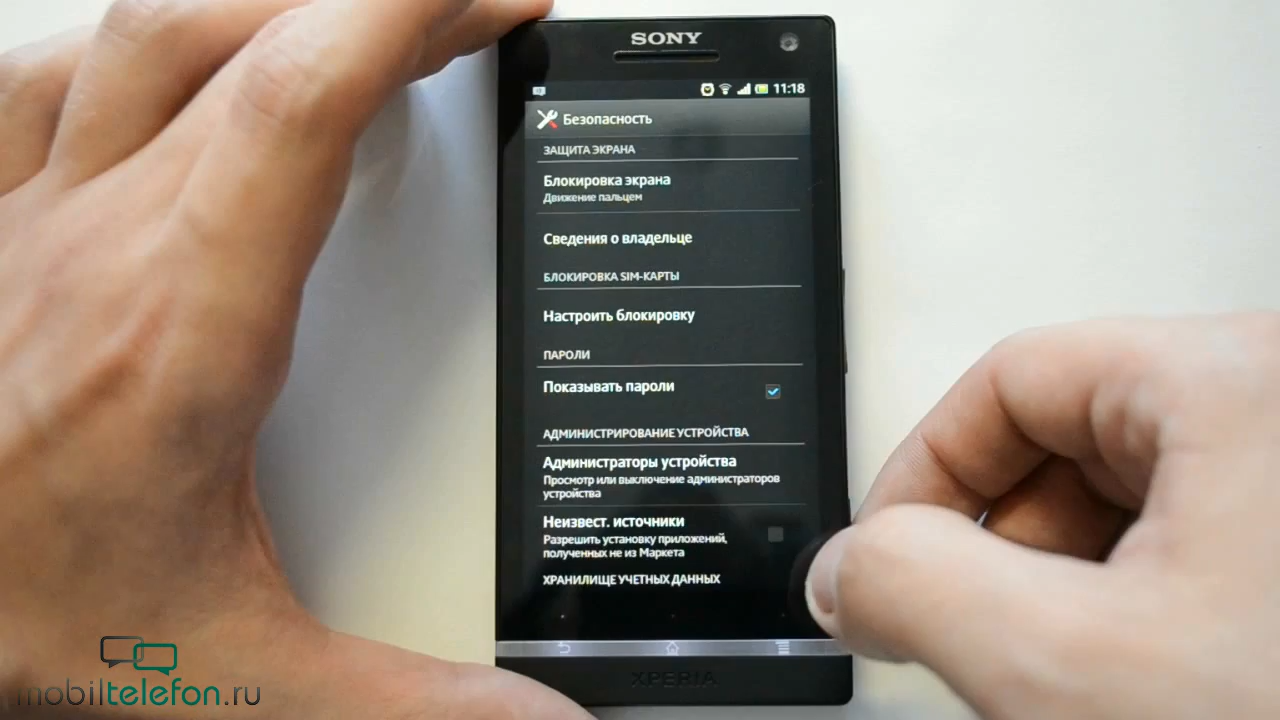 SONY
11:18
Безопасность
ЗАЩИТА ЭКРАНА
Блокировка экрана
Движение пальцем
Сведения о владельце
БЛОКИРОВКА SIM-КАРТЫ
Настроить блокировку
ПАРОЛИ
Показывать пароли
АДМИНИСТРИРОВАНИЕ УСТРОЙСТВА
Администраторы устройства
Просмотр или выключение администраторов
устройства
Неизвест. источники
Разрешить установку приложений,
полученных не из Маркета
ХРАНИЛИЩЕ УЧЕТНЫХ ДАННЫХ
XPERIA
mobiltelefon.ru